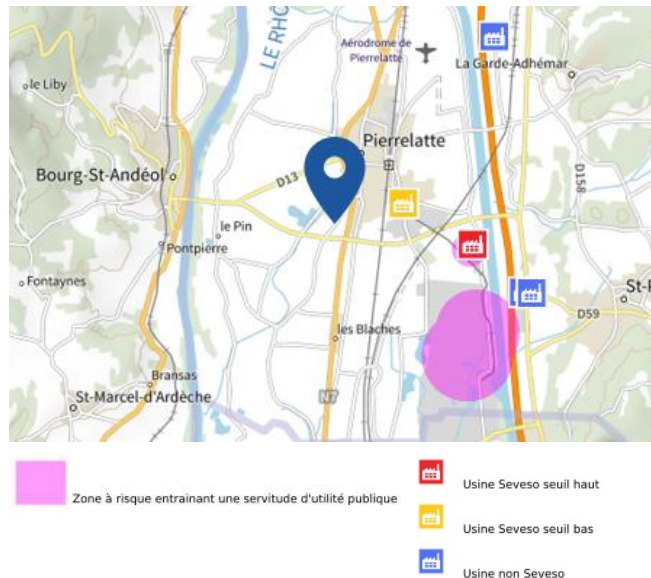 LE RHÔ
Aérodrome de
Pierrelatte
La Garde-Adhémar
le Liby
Pierrelatte
Bourg-St-Andéol
D13
D158
le Pin
Pontpierre
Fontaynes
St-P
D59
les Blaches
Bransas
St-Marcel-d'Ardèche
N7
Zone à risque entrainant une servitude d'utilité publique
Usine Seveso seuil haut
Usine Seveso seuil bas
Usine non Seveso